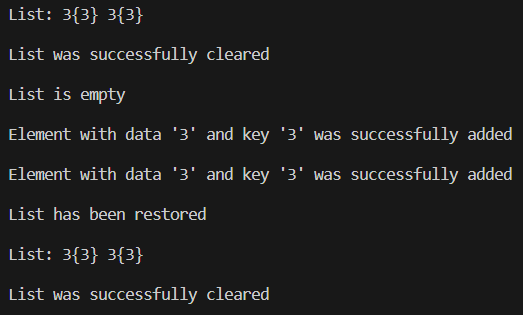 List: 3{3} 3{3}
List was successfully cleared
List is empty
Element with data '3' and key '3' was successfully added
Element with data '3' and key '3' was successfully added
List has been restored
List: 3{3} 3{3}
List was successfully cleared